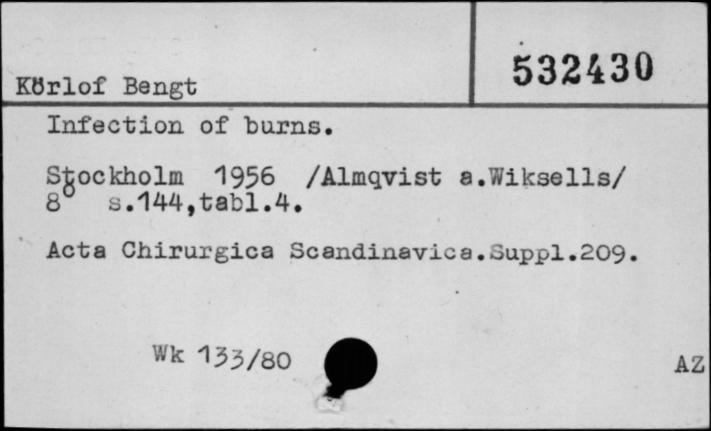 532430
Körlof Bengt
Infection of burns.
Stockholm 1956 /Almqvist a.Wiksells/
8° s.144,tabl.4.
Acta Chirurgica Scandinavica.Suppl.209.
Wk 133/80
AZ